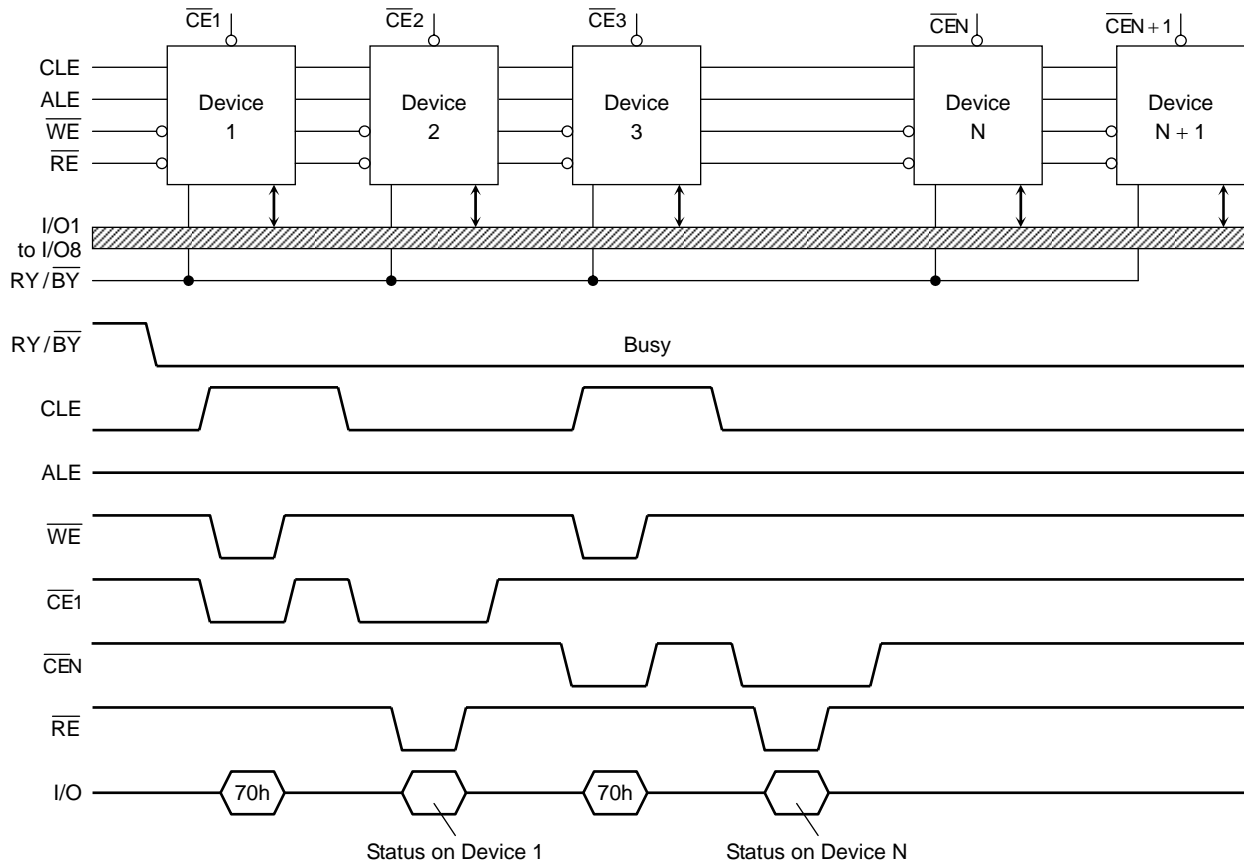 CE1 CE2 CE3 CEN CEN+1
CLE
ALE
WE
RE
Device 1
Device 2
Device 3
Device N
Device N + 1
I/O1 to I/O8
RY/BY
RY/BY
Busy
CLE
ALE
WE
CE1
CEN
RE
I/O
70h
70h
Status on Device 1
Status on Device N